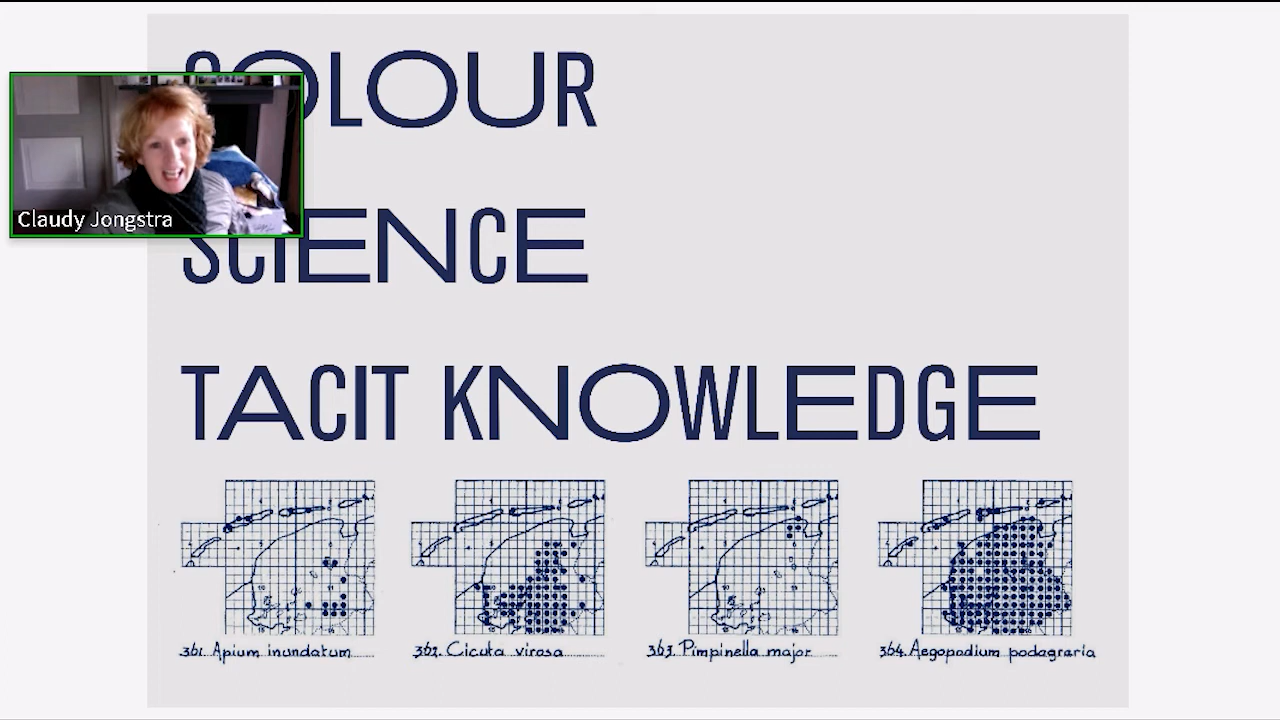 COLOUR
Claudy Jongstra
SCIENCE
TACIT KNOWLEDGE
361. Apium inundatum
362. Cicuta virosa
363. Pimpinella major
364. Aegopodium podagraria